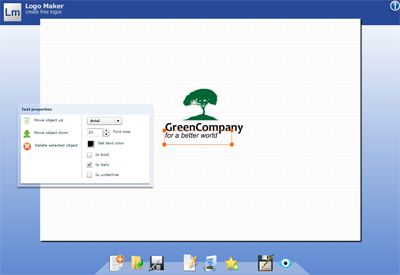 Lm
Logo Maker
create free logos
GreenCompany
for a better world
Text properties
Move object up
Arial
Move object down
20
Font size
Delete selected object
Set text color
Is bold
Is italic
Is underline